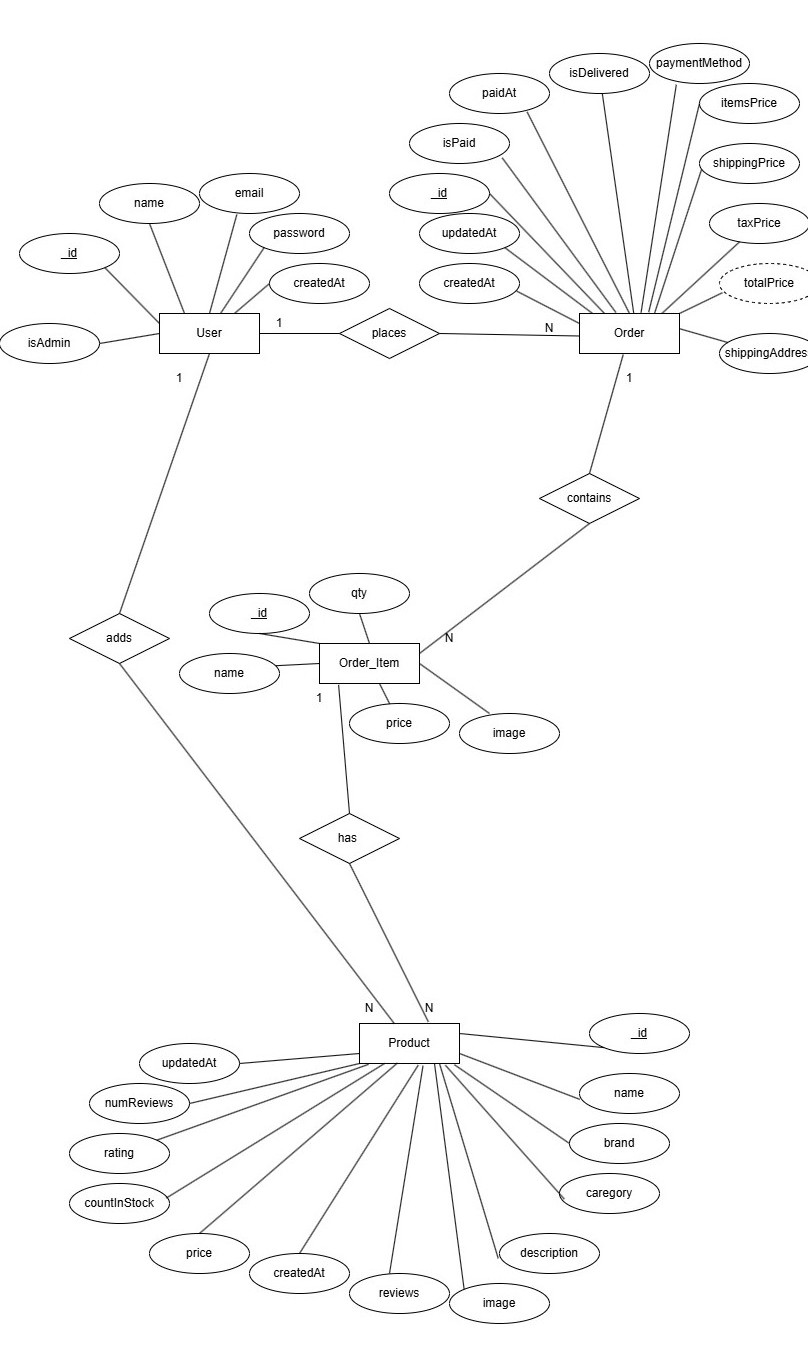 paymentMethod
isDelivered
paidAt
itemsPrice
isPaid
shippingPrice
_id
email
name
taxPrice
updatedAt
password
_id
totalPrice
createdAt
createdAt
User
1
places
N
Order
isAdmin
shippingAddres
1
1
contains
qty
_id
adds
N
Order_Item
name
1
price
image
has
N
N
_id
Product
updatedAt
name
numReviews
brand
rating
caregory
countInStock
price
description
createdAt
reviews
image